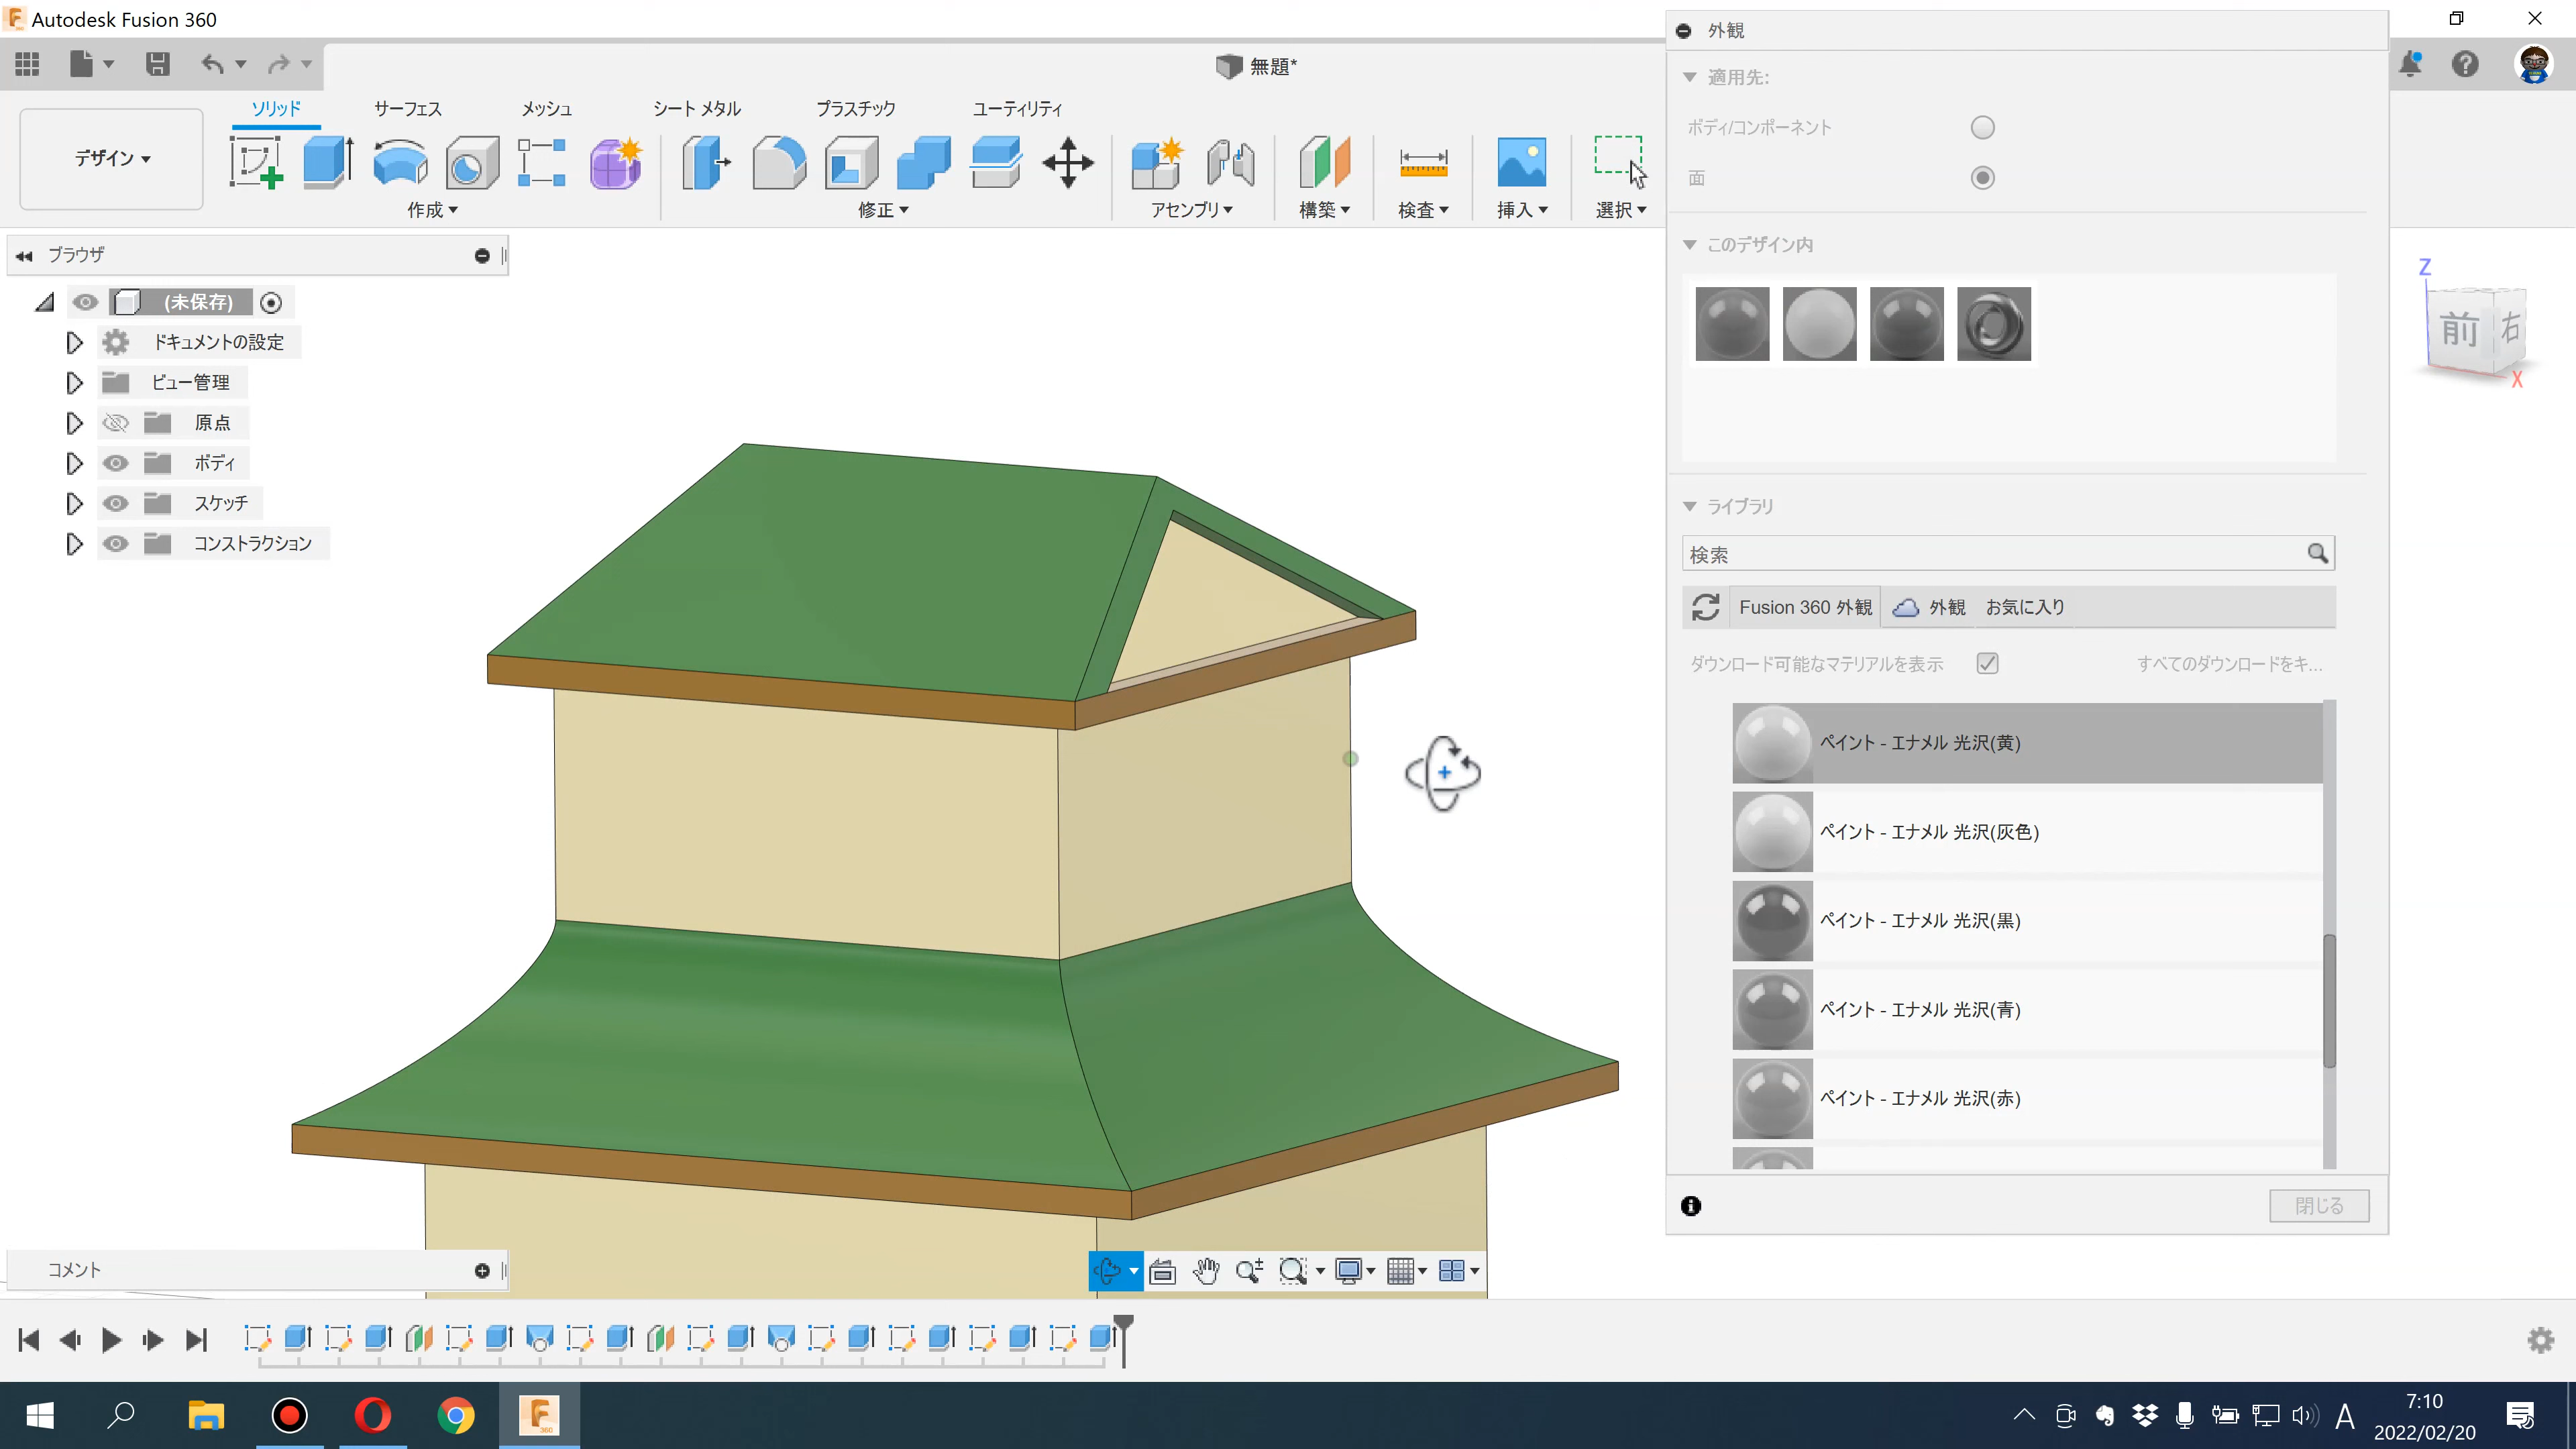 Autodesk Fusion 360
無題*
ソリッド
サーフェス
メッシュ
シート メタル
プラスチック
ユーティリティ
デザイン
作成
修正
アセンブリ
構築
検査
挿入
選択
ブラウザ
(未保存)
ドキュメントの設定
ビュー管理
原点
ボディ
スケッチ
コンストラクション
外観
適用先:
ボディ/コンポーネント
面
このデザイン内
ライブラリ
検索
Fusion 360 外観
外観
お気に入り
ダウンロード可能なマテリアルを表示
すべてのダウンロードをキ...
ペイント - エナメル 光沢(黄)
ペイント - エナメル 光沢(灰色)
ペイント - エナメル 光沢(黒)
ペイント - エナメル 光沢(青)
ペイント - エナメル 光沢(赤)
閉じる
Z
前
右
X
コメント
360
A
7:10
2022/02/20